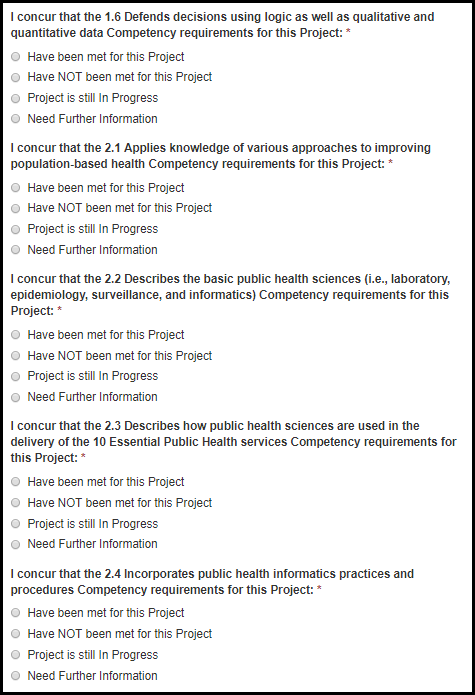 I concur that the 1.6 Defends decisions using logic as well as qualitative and
quantitative data Competency requirements for this Project: *
Have been met for this Project
Have NOT been met for this Project
Project is still In Progress
Need Further Information
I concur that the 2.1 Applies knowledge of various approaches to improving
population-based health Competency requirements for this Project: *
Have been met for this Project
Have NOT been met for this Project
Project is still In Progress
Need Further Information
I concur that the 2.2 Describes the basic public health sciences (i.e., laboratory,
epidemiology, surveillance, and informatics) Competency requirements for this
Project: *
Have been met for this Project
Have NOT been met for this Project
Project is still In Progress
Need Further Information
I concur that the 2.3 Describes how public health sciences are used in the
delivery of the 10 Essential Public Health services Competency requirements for
this Project: *
Have been met for this Project
Have NOT been met for this Project
Project is still In Progress
Need Further Information
I concur that the 2.4 Incorporates public health informatics practices and
procedures Competency requirements for this Project: *
Have been met for this Project
Have NOT been met for this Project
Project is still In Progress
Need Further Information